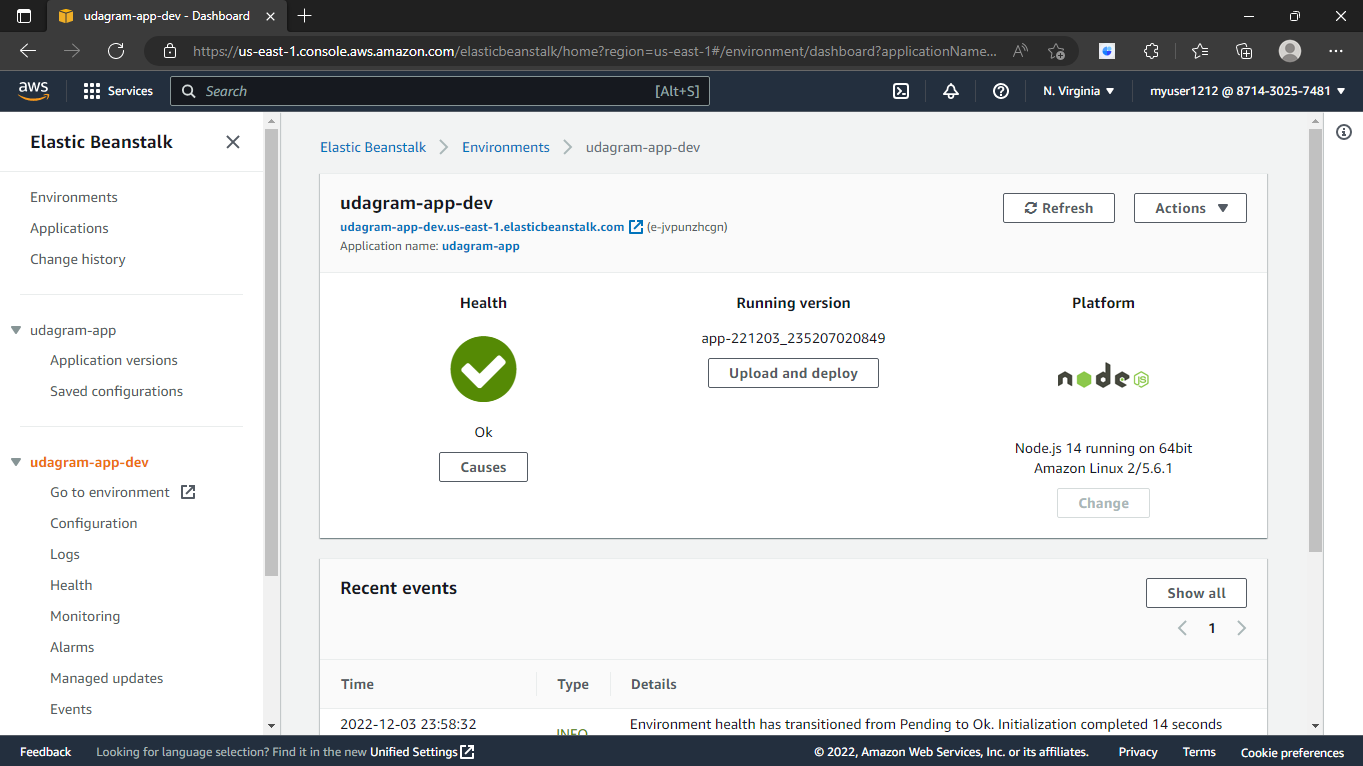 udagram-app-dev - Dashboard
https://us-east-1.console.aws.amazon.com/elasticbeanstalk/home?region=us-east-1#/environment/dashboard?applicationName...
aws Services Search [Alt+S] N. Virginia myuser1212 @ 8714-3025-7481
Elastic Beanstalk
Environments
Applications
Change history
udagram-app
Application versions
Saved configurations
udagram-app-dev
Go to environment
Configuration
Logs
Health
Monitoring
Alarms
Managed updates
Events
Elastic Beanstalk Environments udagram-app-dev
udagram-app-dev
udagram-app-dev.us-east-1.elasticbeanstalk.com (e-jvpunzhcgn)
Application name: udagram-app
Refresh Actions
Health
Ok
Causes
Running version
app-221203_235207020849
Upload and deploy
Platform
node JS
Node.js 14 running on 64bit
Amazon Linux 2/5.6.1
Change
Recent events
Show all
1
Time Type Details
2022-12-03 23:58:32 INFO Environment health has transitioned from Pending to Ok. Initialization completed 14 seconds
Feedback Looking for language selection? Find it in the new Unified Settings © 2022, Amazon Web Services, Inc. or its affiliates. Privacy Terms Cookie preferences